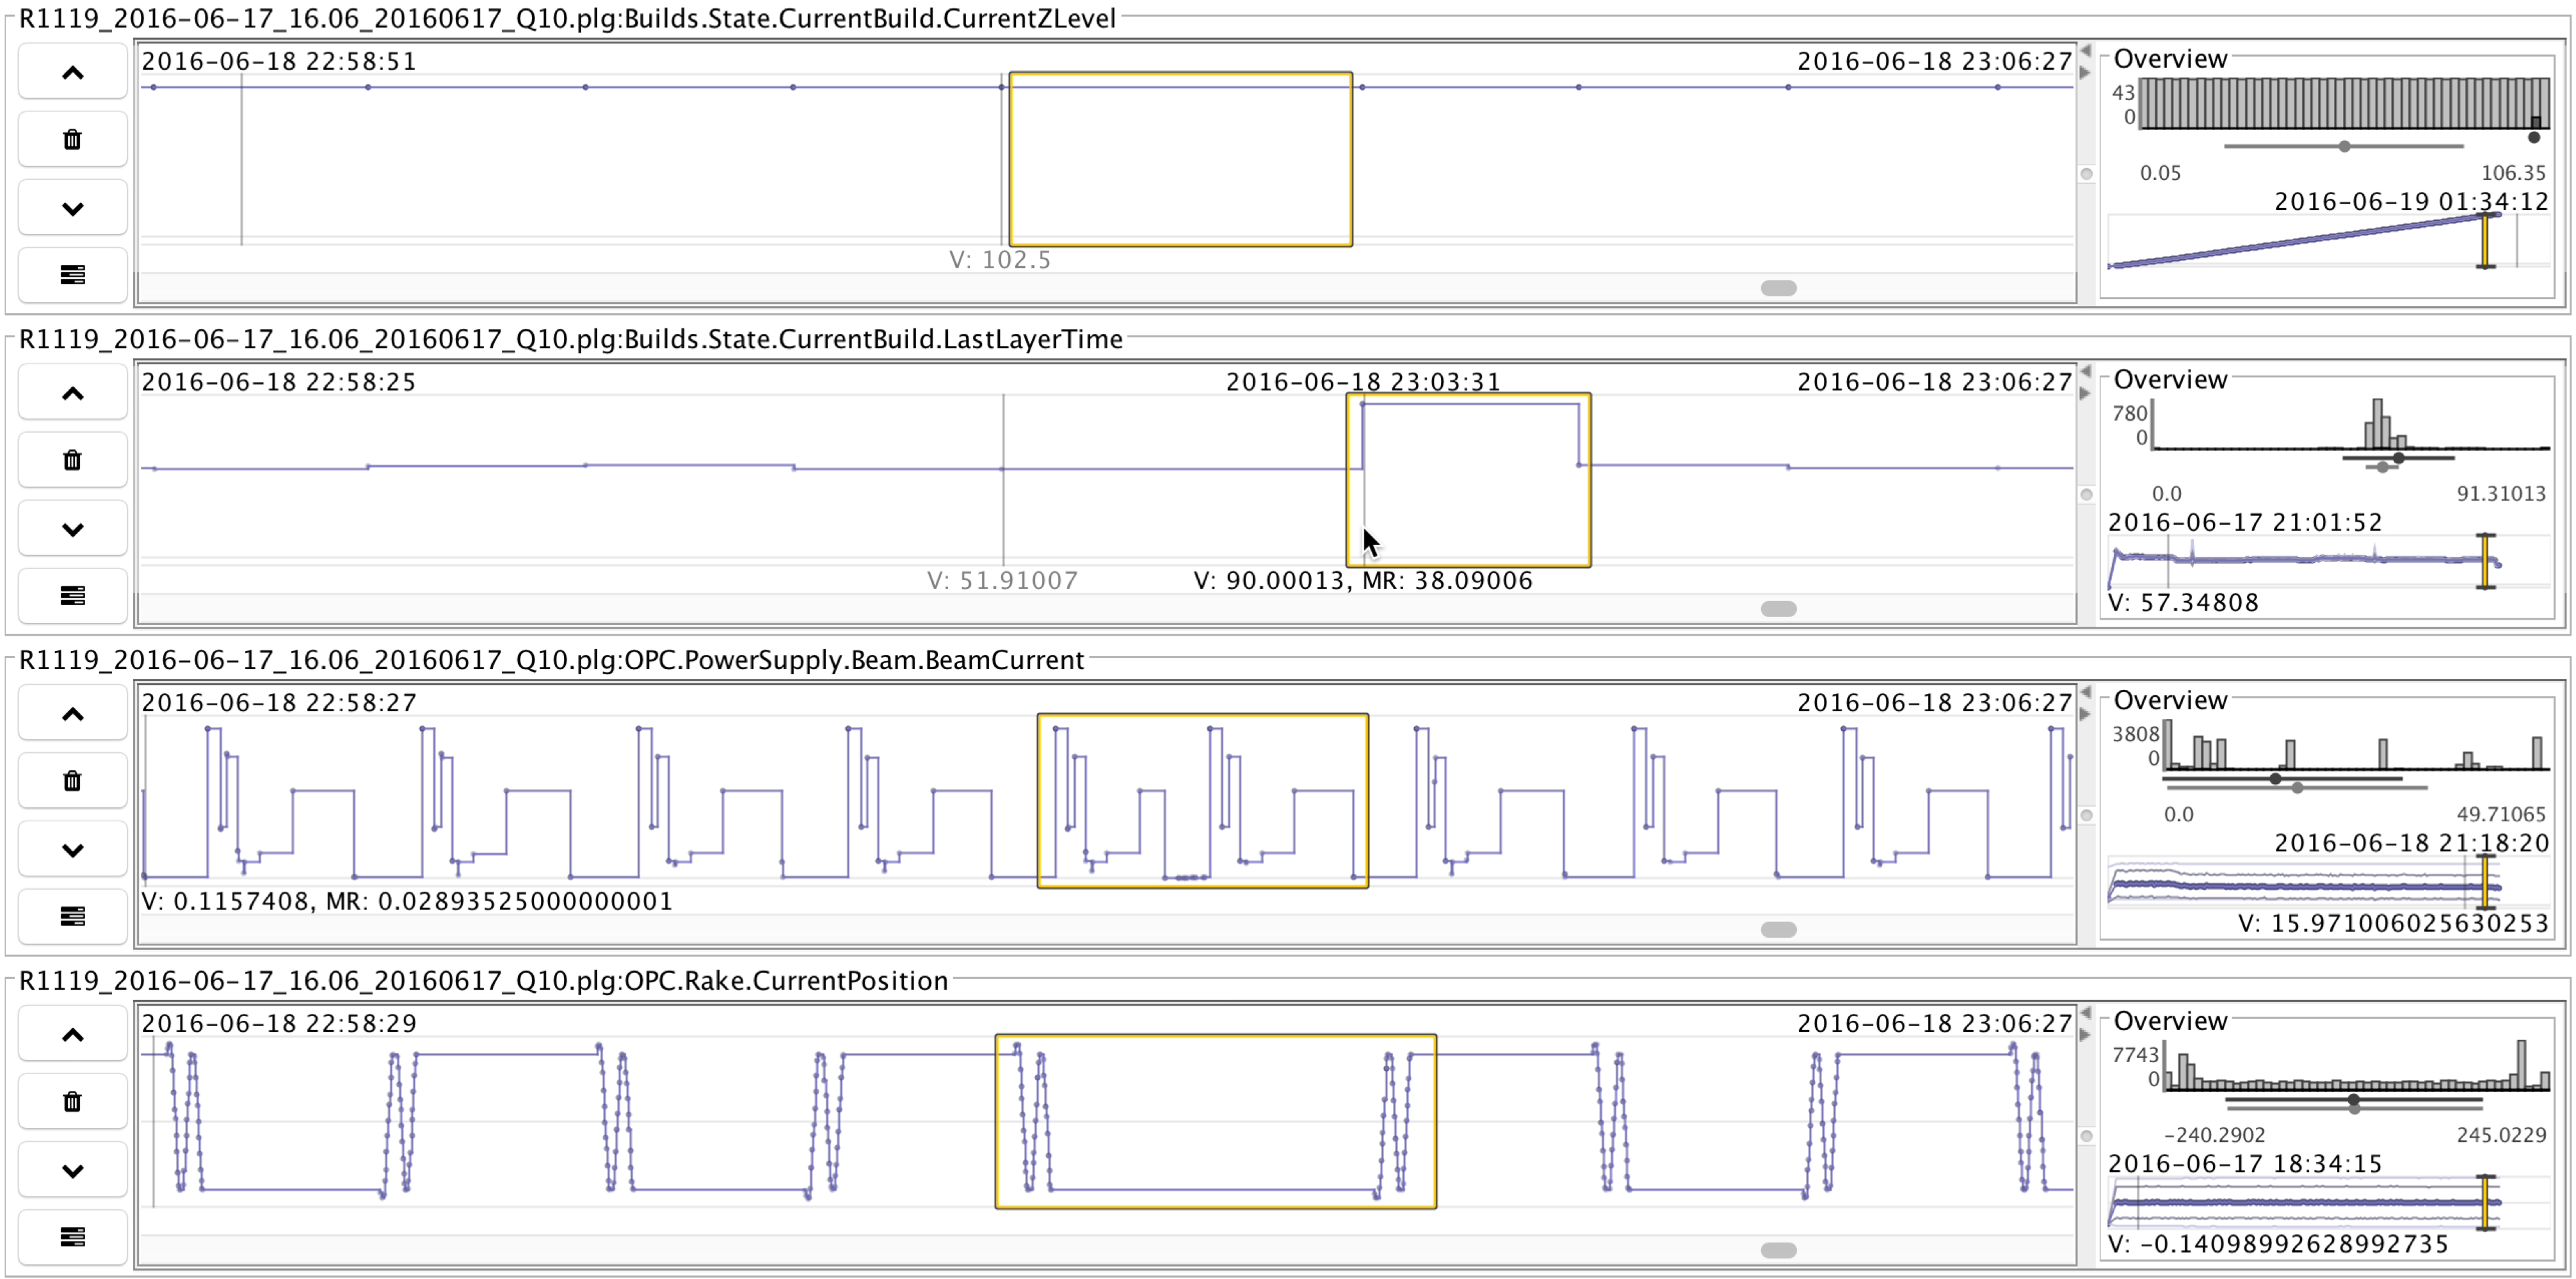 R1119_2016-06-17_16.06_20160617_Q10.plg:Builds.State.CurrentBuild.CurrentZLevel
2016-06-18 22:58:51 2016-06-18 23:06:27
V: 102.5
Overview
43
0
0.05 106.35
2016-06-19 01:34:12
R1119_2016-06-17_16.06_20160617_Q10.plg:Builds.State.CurrentBuild.LastLayerTime
2016-06-18 22:58:25 2016-06-18 23:03:31 2016-06-18 23:06:27
V: 51.91007 V: 90.00013, MR: 38.09006
Overview
780
0
0.0 91.31013
2016-06-17 21:01:52
V: 57.34808
R1119_2016-06-17_16.06_20160617_Q10.plg:OPC.PowerSupply.Beam.BeamCurrent
2016-06-18 22:58:27 2016-06-18 23:06:27
V: 0.1157408, MR: 0.02893525000000001
Overview
3808
0
0.0 49.71065
2016-06-18 21:18:20
V: 15.971006025630253
R1119_2016-06-17_16.06_20160617_Q10.plg:OPC.Rake.CurrentPosition
2016-06-18 22:58:29 2016-06-18 23:06:27
Overview
7743
0
-240.2902 245.0229
2016-06-17 18:34:15
V: -0.140989926289927​35